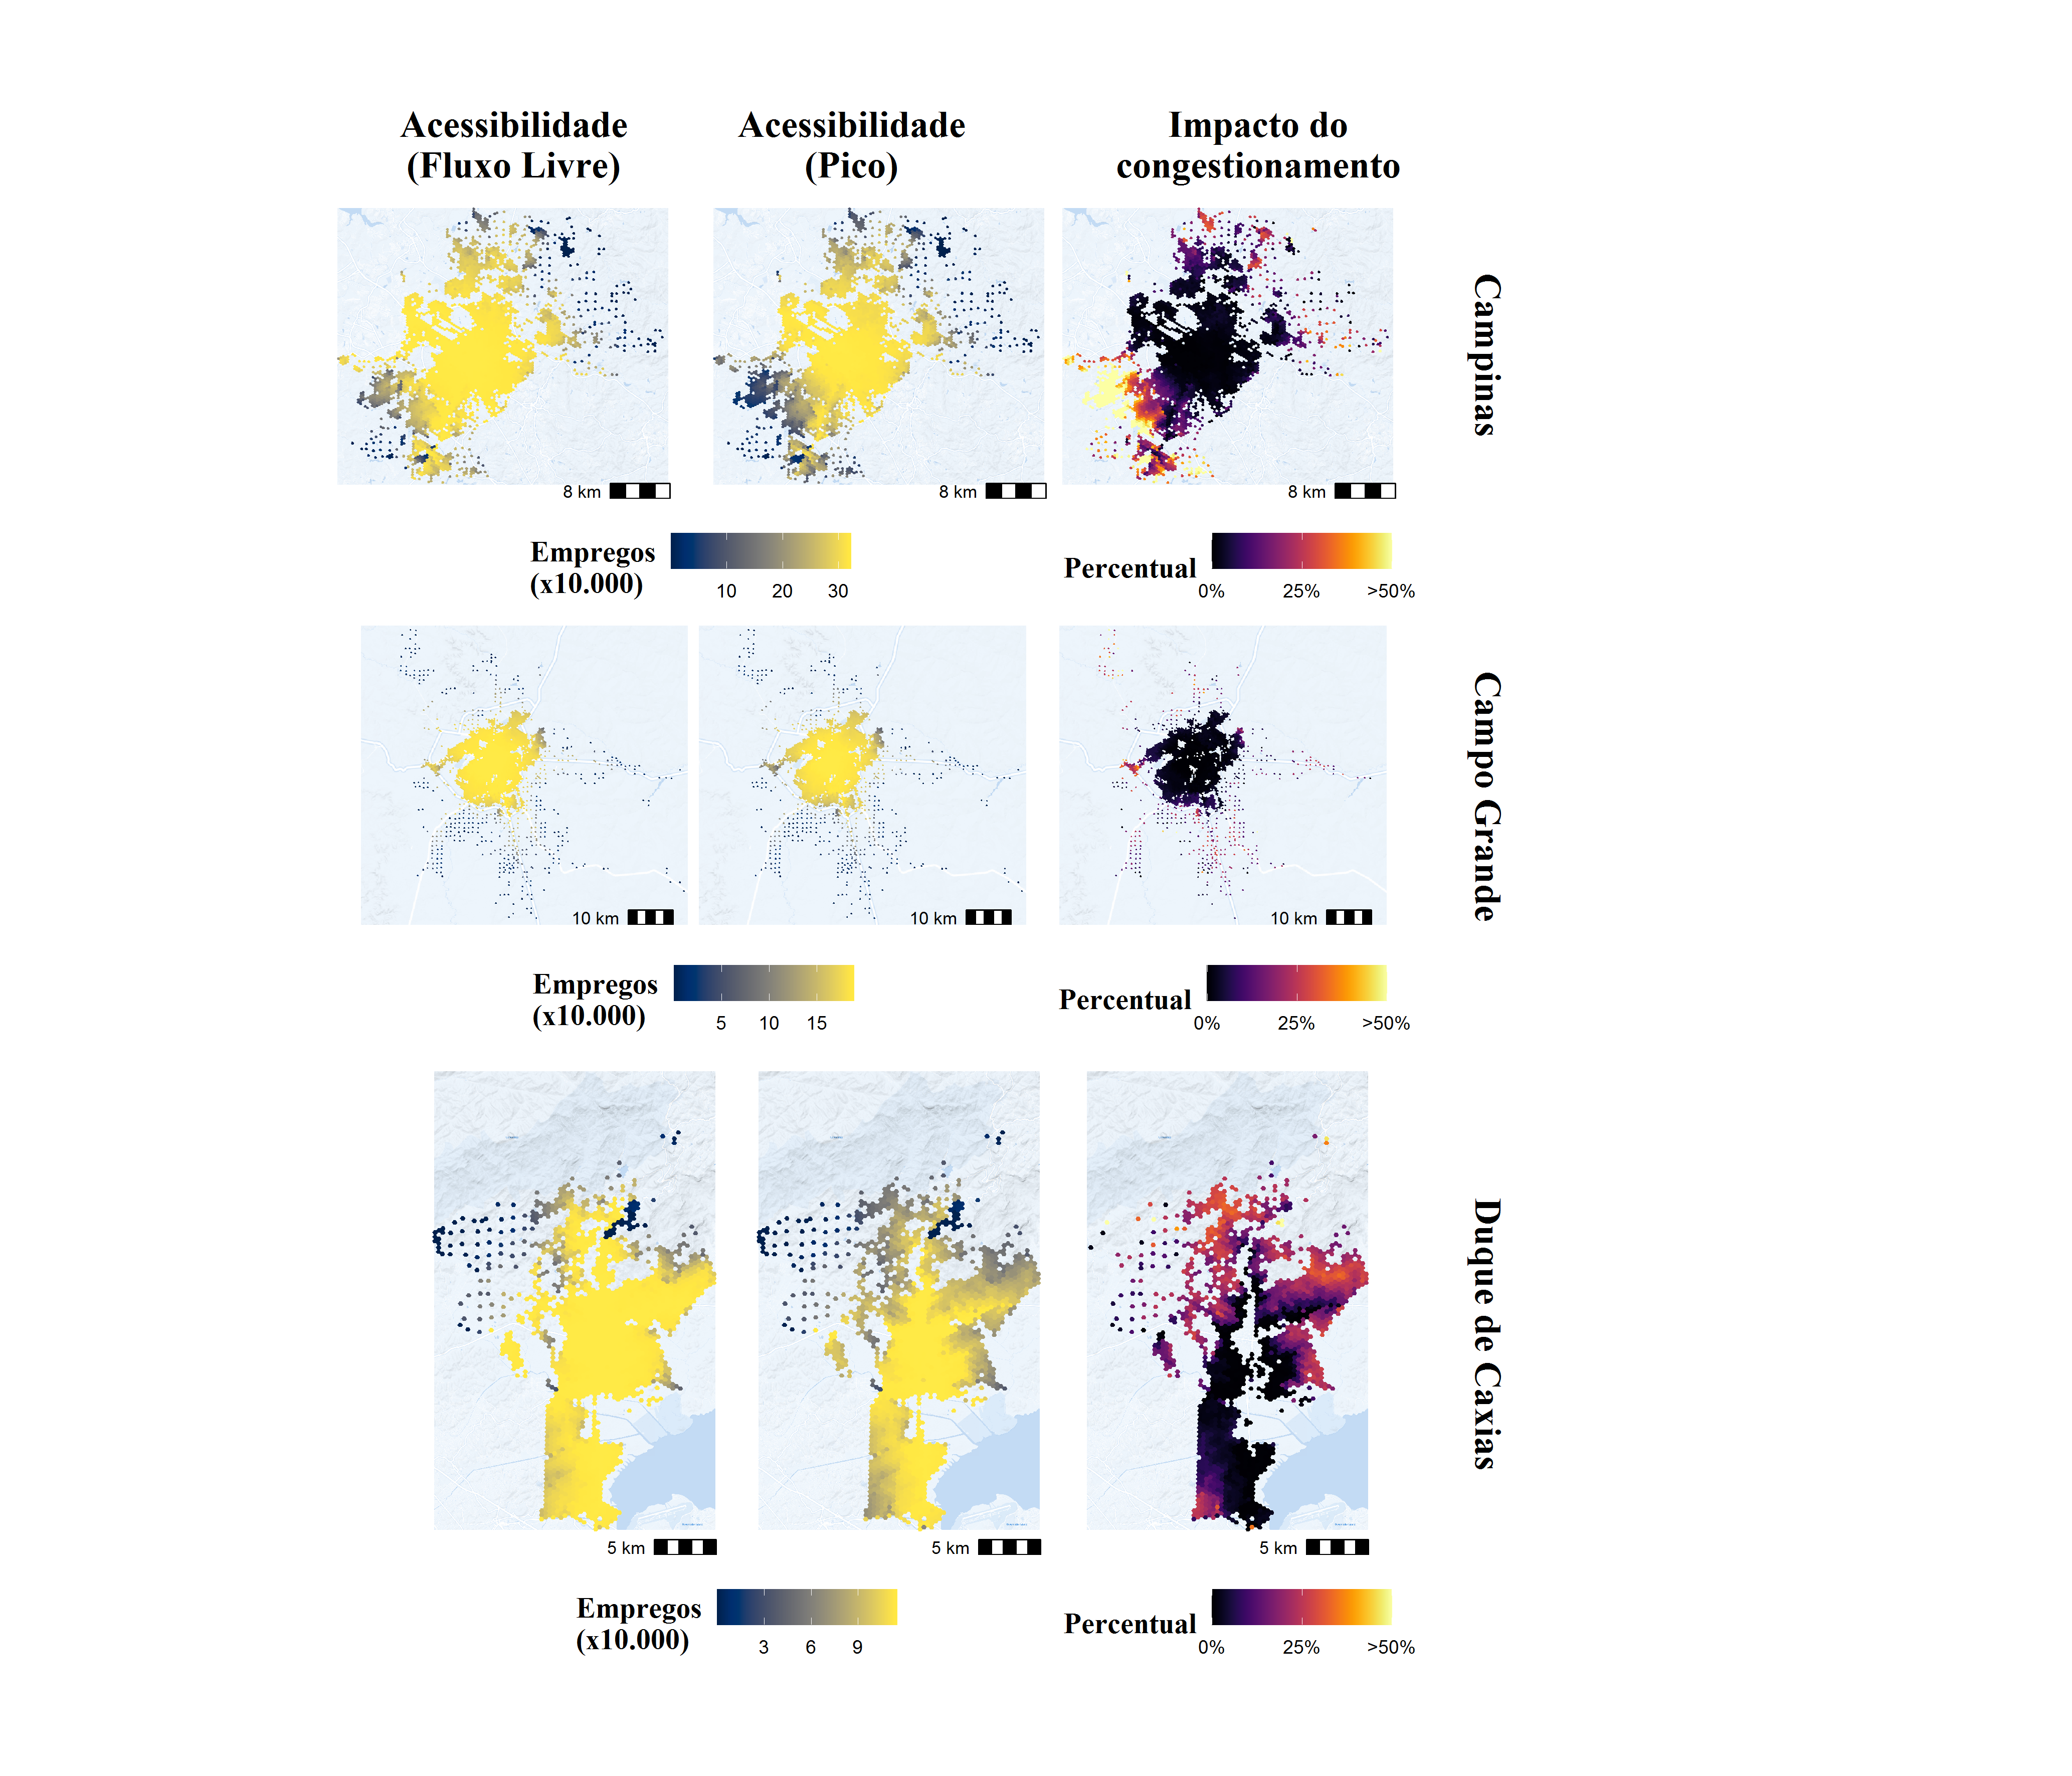 Acessibilidade
(Fluxo Livre)
Acessibilidade
(Pico)
Impacto do
congestionamento
Campinas
8 km
8 km
8 km
Empregos
(x10.000)
10 20 30
Percentual
0% 25% >50%
Campo Grande
10 km
10 km
10 km
Empregos
(x10.000)
5 10 15
Percentual
0% 25% >50%
Duque de Caxias
5 km
5 km
5 km
Empregos
(x10.000)
3 6 9
Percentual
0% 25% >50%